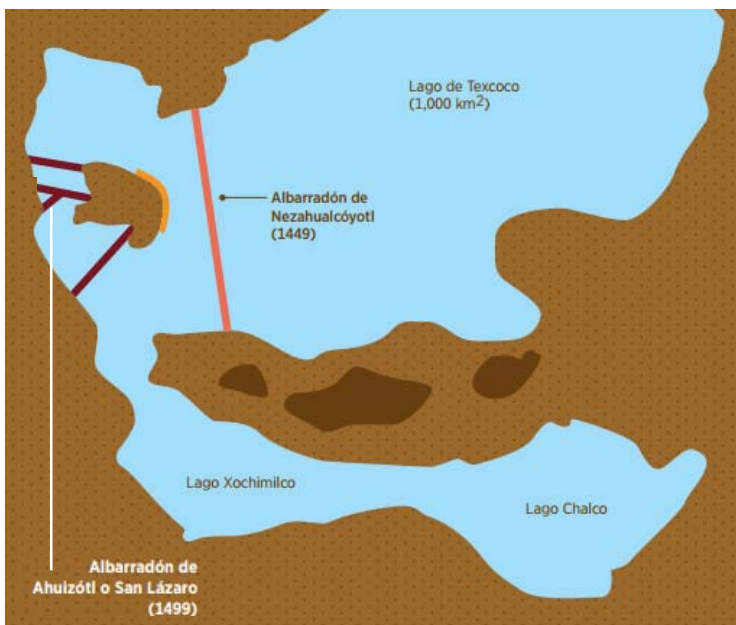 Lago de Texcoco
(1,000 km²)
Albarradón de
Nezahualcóyotl
(1449)
Lago Xochimilco
Lago Chalco
Albarradón de
Ahuizótl o San Lázaro
(1499)